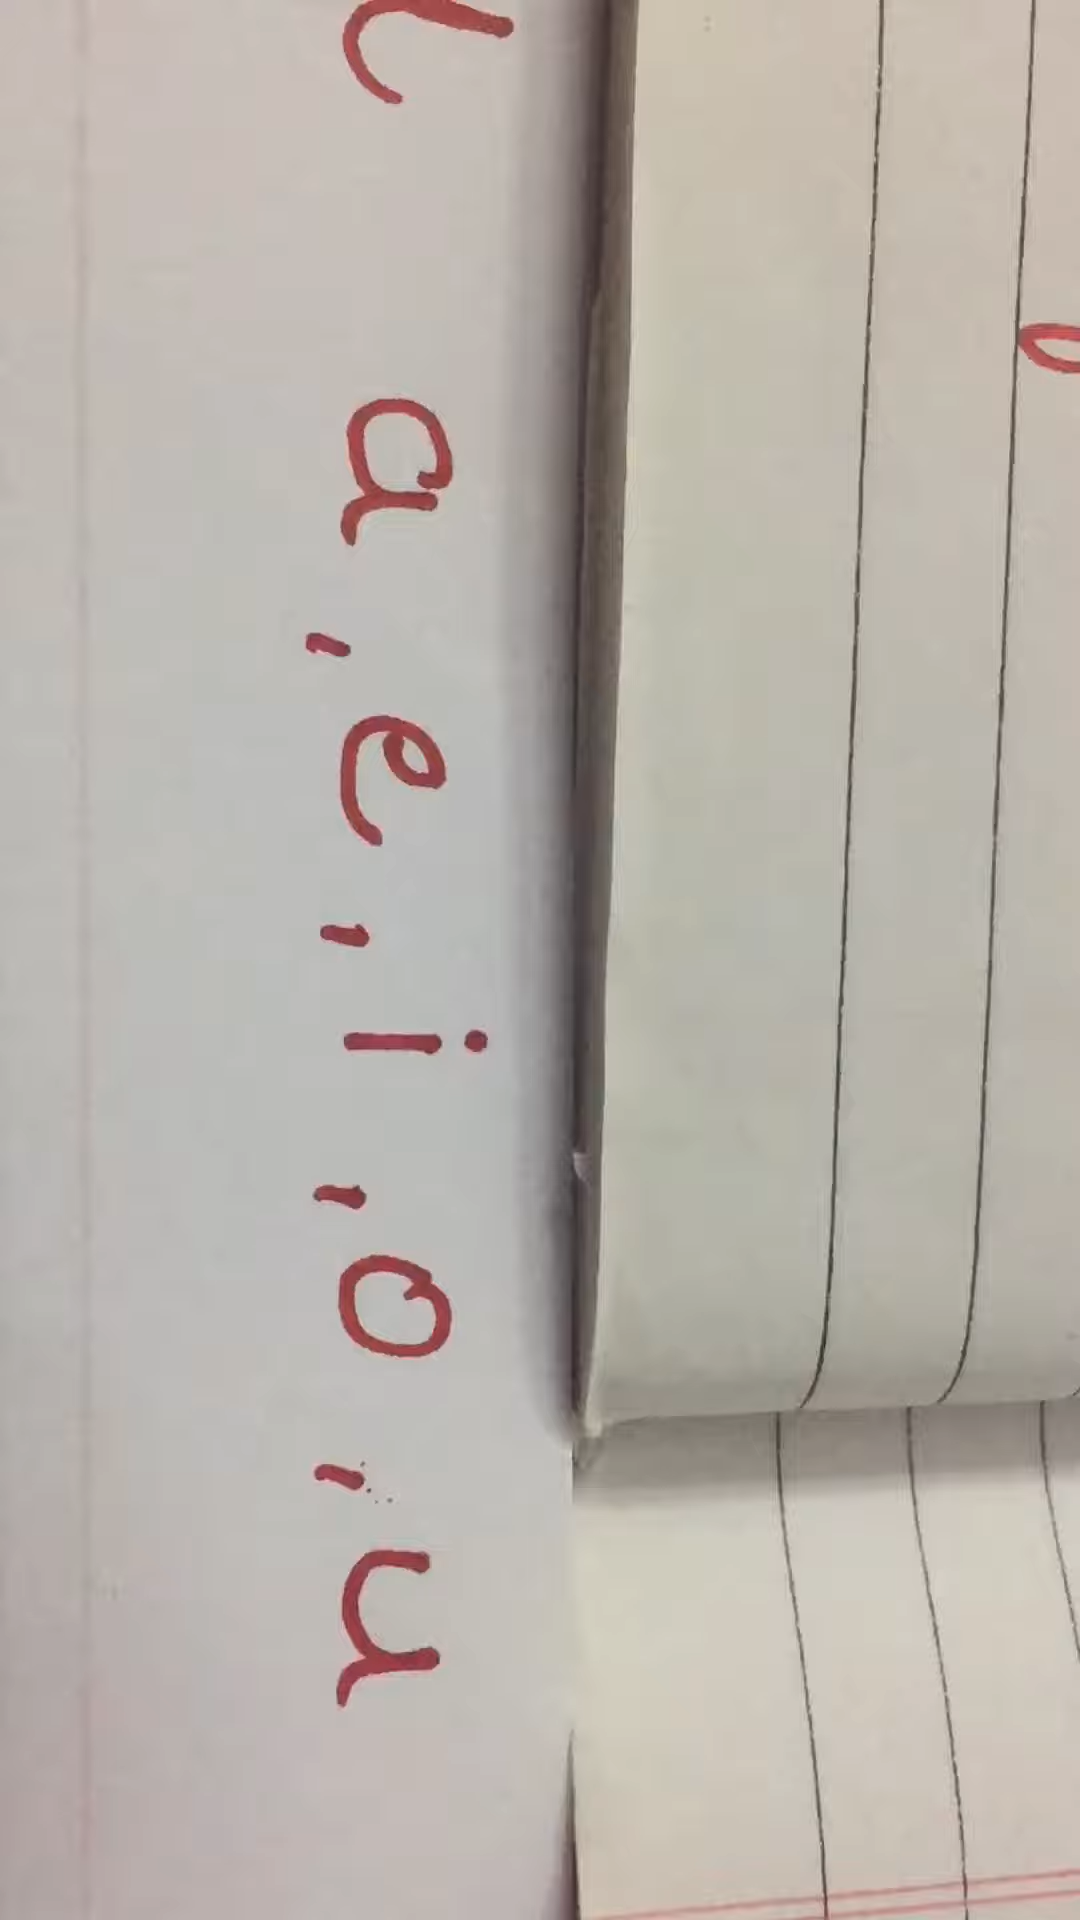 a, e, i, o, u